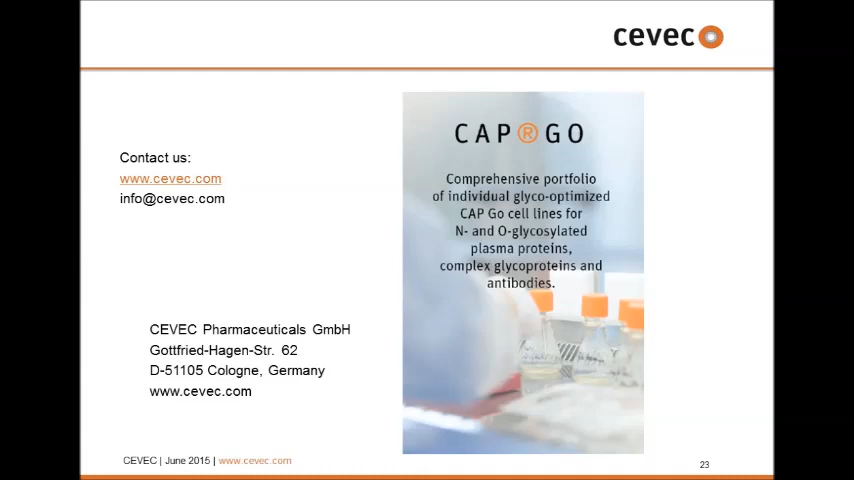 cevec
CAP®GO
Comprehensive portfolio
of individual glyco-optimized
CAP Go cell lines for
N- and O-glycosylated
plasma proteins,
complex glycoproteins and
antibodies.
Contact us:
www.cevec.com
info@cevec.com
CEVEC Pharmaceuticals GmbH
Gottfried-Hagen-Str. 62
D-51105 Cologne, Germany
www.cevec.com
CEVEC | June 2015 | www.cevec.com
23